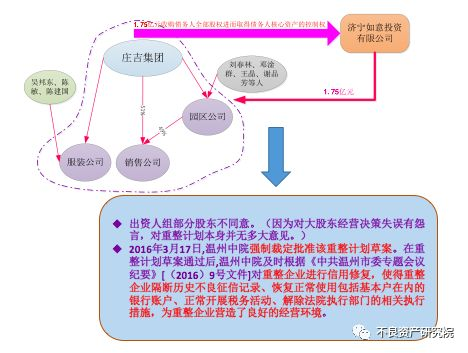 1.75亿元收购债务人全部股权进而取得债务人核心资产的控制权
济宁如意投资
有限公司
庄吉集团
刘春林、邓淦
群、王晶、谢品
芳等人
吴邦东、陈
敏、陈建国
1.75亿元
51%
49%
园区公司
服装公司
销售公司
出资人组部分股东不同意。(因为对大股东经营决策失误有怨
言，对重整计划本身并无多大意见。)
2016年3月17日,温州中院强制裁定批准该重整计划草案。在重
整计划草案通过后,温州中院及时根据《中共温州市委专题会议
纪要》[（2016）9号文件]对重整企业进行信用修复，使得重整
企业隔断历史不良征信记录、恢复正常使用包括基本户在内的
银行账户、正常开展税务活动、解除法院执行部门的相关执行
措施，为重整企业营造了良好的经营环境。
不良资产研究院